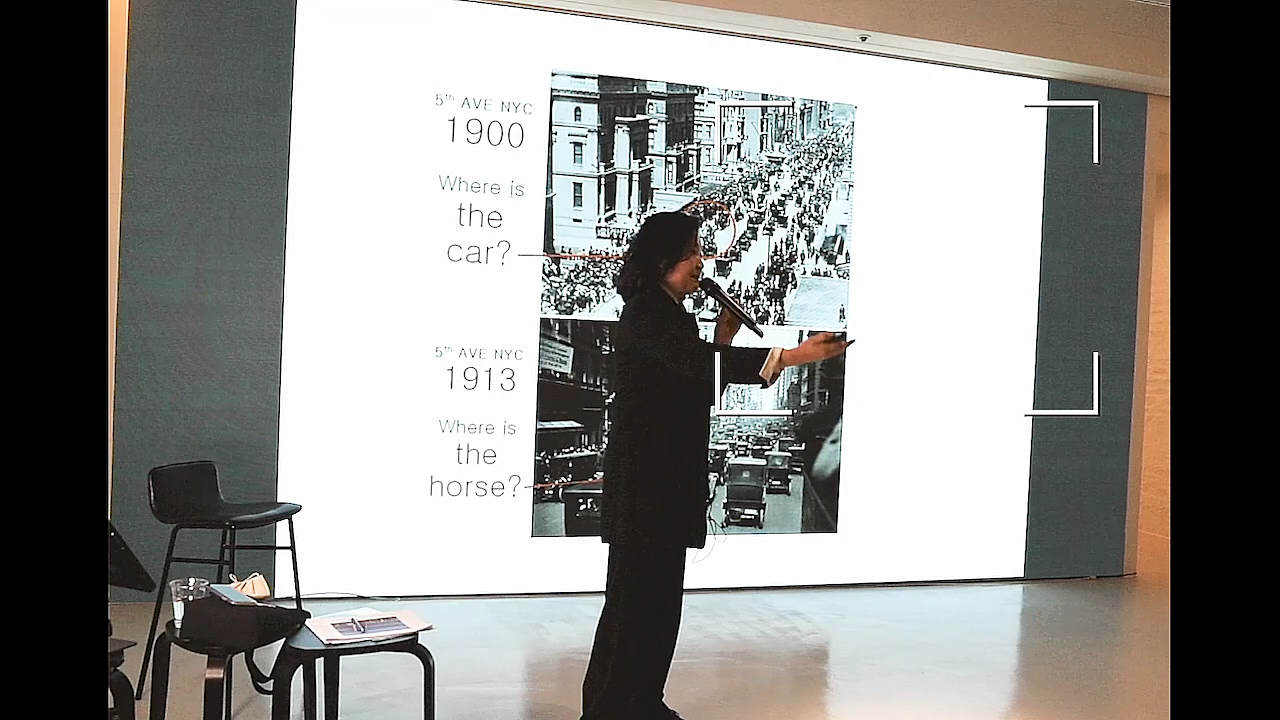 5th AVE NYC
1900
Where is
the
car?
5th AVE NYC
1913
Where is
the
horse?